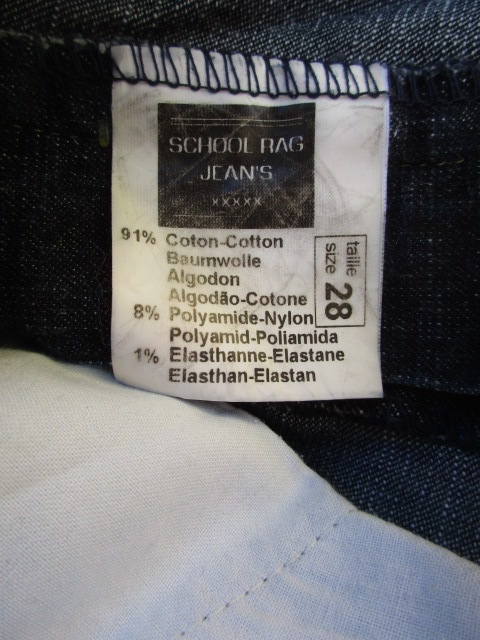 SCHOOL RAG
JEAN'S
XXXXX
91% Coton-Cotton
Baumwolle
Algodon
Algodão-Cotone
8% Polyamide-Nylon
Polyamid-Poliamida
1% Elasthanne-Elastane
Elasthan-Elastan
taille
size
28